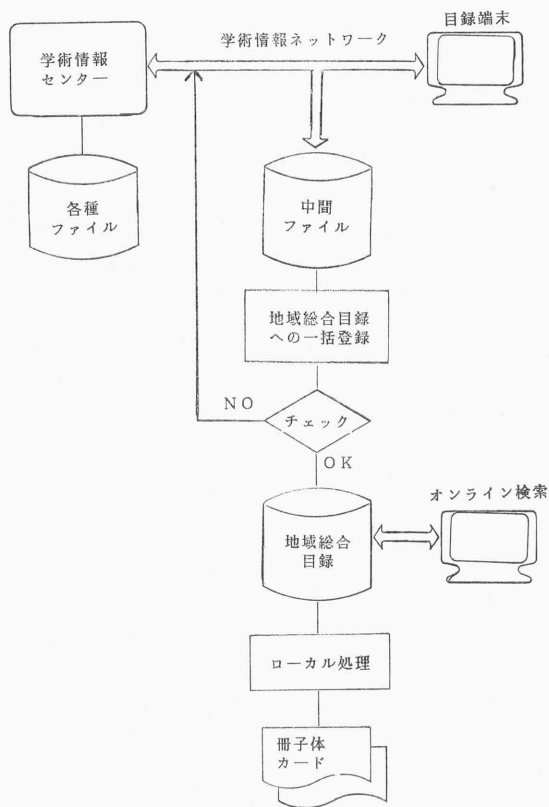 目録端末
学術情報ネットワーク
学術情報
センター
各種
ファイル
中間
ファイル
地域総合目録
への一括登録
NO
チェック
OK
オンライン検索
地域総合
目録
ローカル処理
冊子体
カード